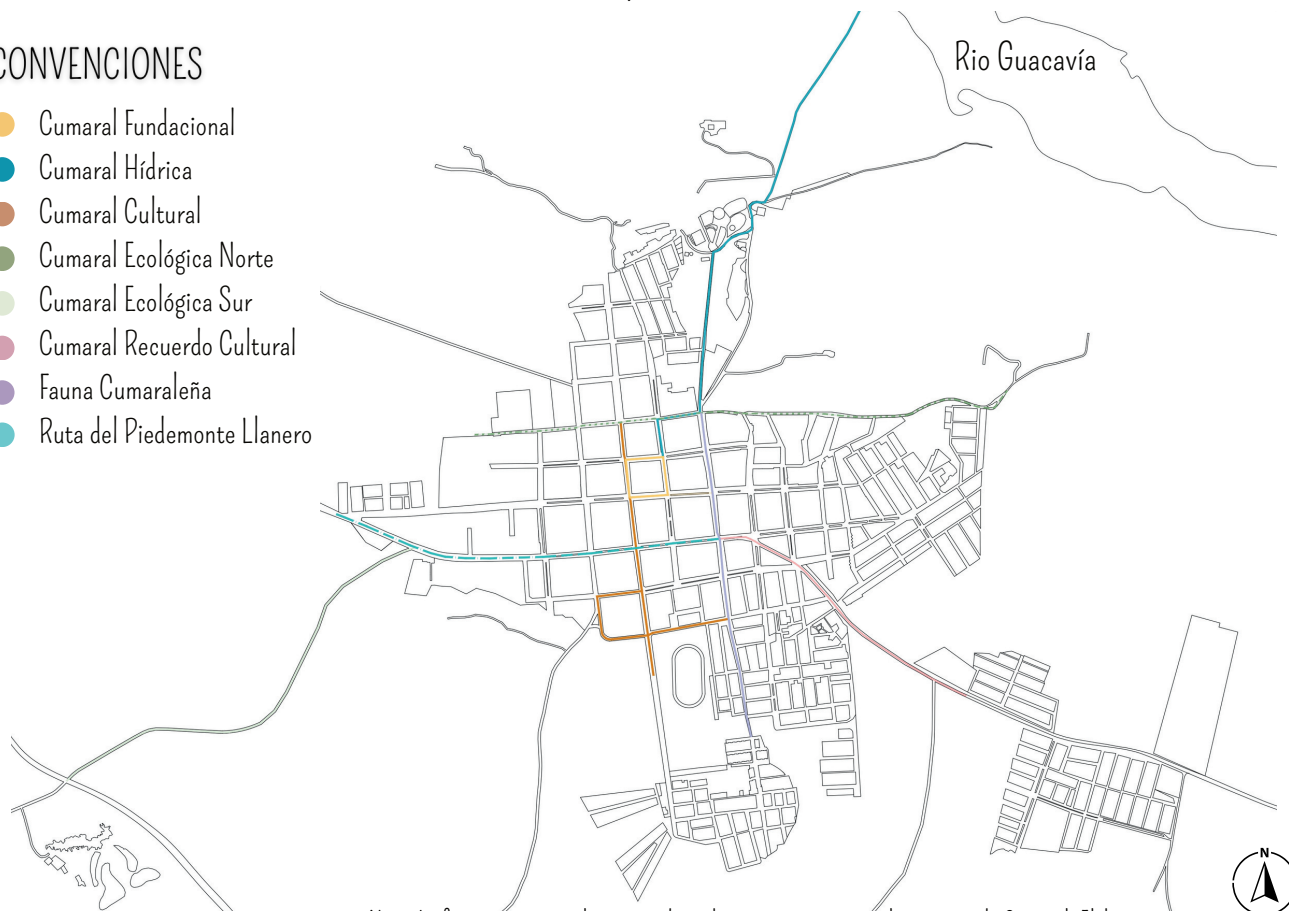 CONVENCIONES
Cumaral Fundacional
Cumaral Hídrica
Cumaral Cultural
Cumaral Ecológica Norte
Cumaral Ecológica Sur
Cumaral Recuerdo Cultural
Fauna Cumaraleña
Ruta del Piedemonte Llanero
Rio Guacavía
N